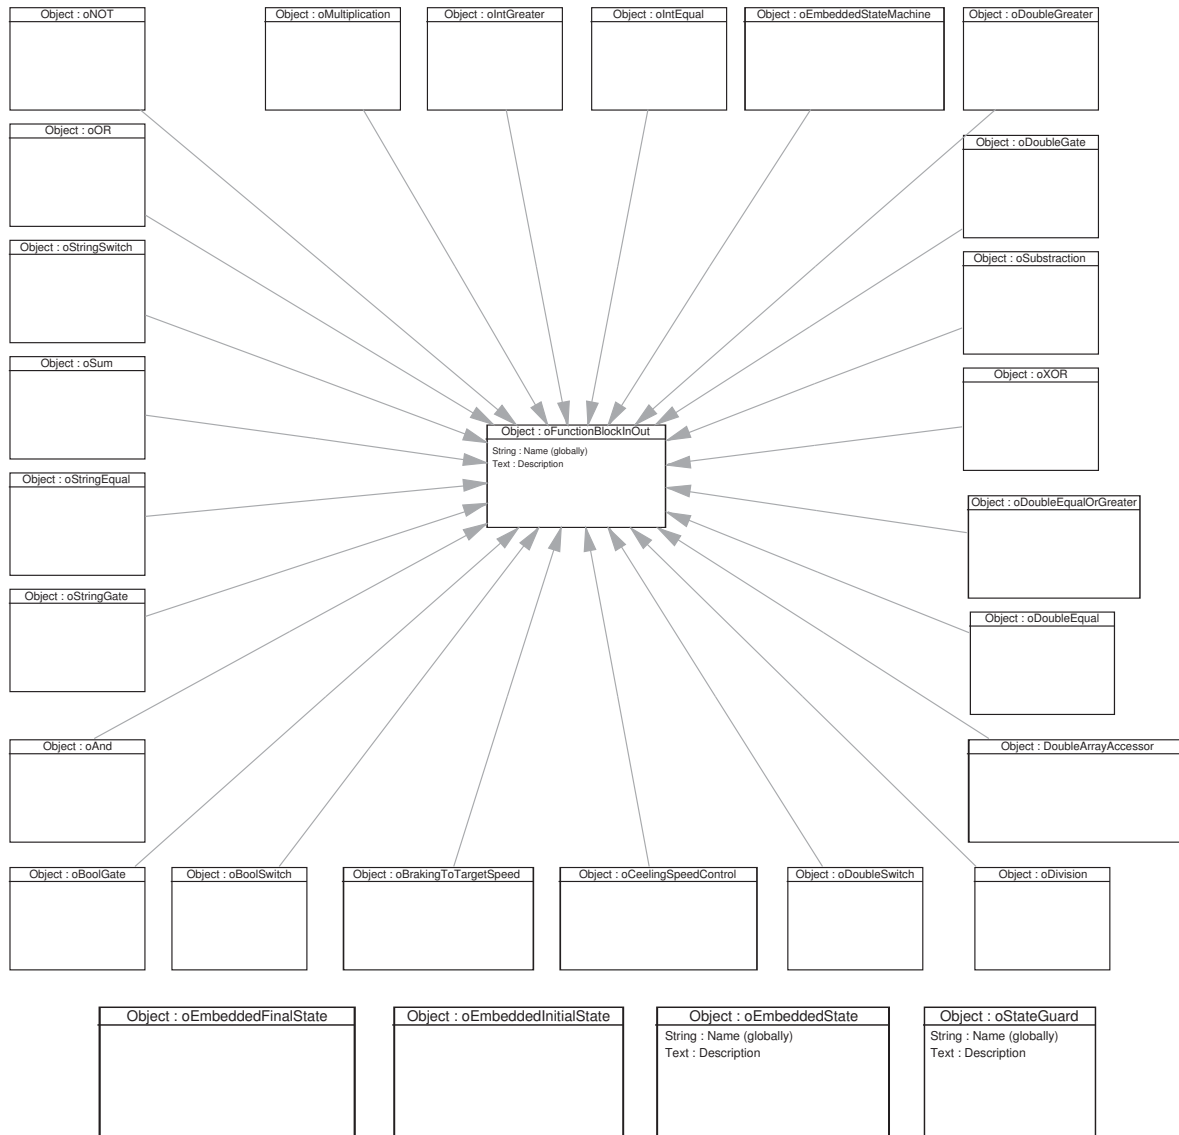 Object : oNOT
Object : oMultiplication
Object : oIntGreater
Object : oIntEqual
Object : oEmbeddedStateMachine
Object : oDoubleGreater
Object : oOR
Object : oDoubleGate
Object : oStringSwitch
Object : oSubstraction
Object : oSum
Object : oXOR
Object : oFunctionBlockInOut
String : Name (globally)
Text : Description
Object : oStringEqual
Object : oDoubleEqualOrGreater
Object : oStringGate
Object : oDoubleEqual
Object : oAnd
Object : DoubleArrayAccessor
Object : oBoolGate
Object : oBoolSwitch
Object : oBrakingToTargetSpeed
Object : oCeelingSpeedControl
Object : oDoubleSwitch
Object : oDivision
Object : oEmbeddedFinalState
Object : oEmbeddedInitialState
Object : oEmbeddedState
String : Name (globally)
Text : Description
Object : oStateGuard
String : Name (globally)
Text : Description